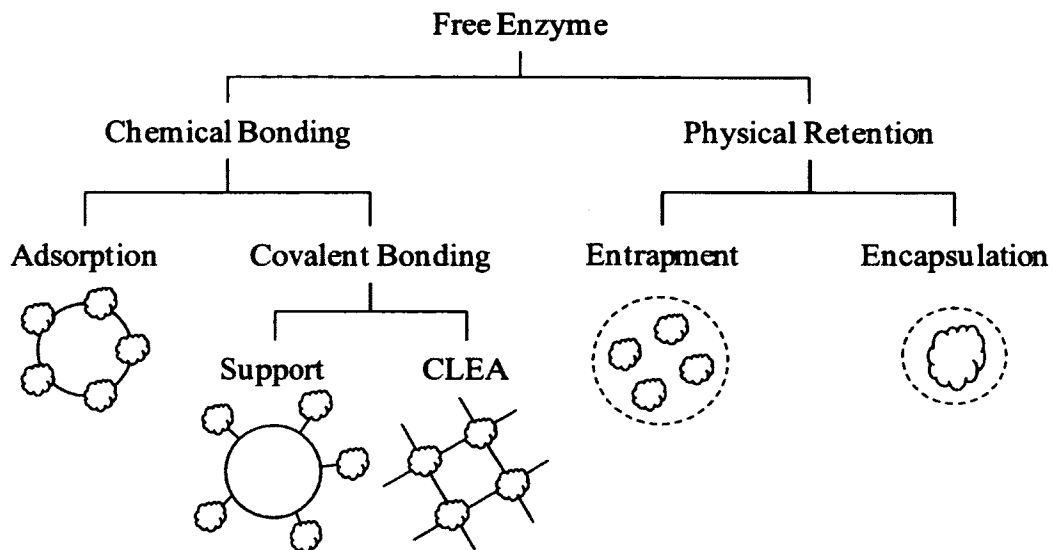 Free Enzyme
Chemical Bonding
Physical Retention
Adsorption
Covalent Bonding
Entrapment
Encapsulation
Support
CLEA